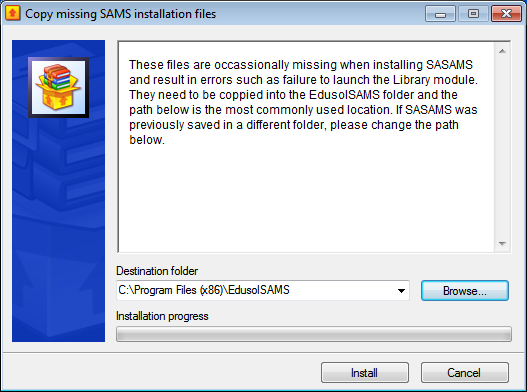 Copy missing SAMS installation files
These files are occassionally missing when installing SASAMS
and result in errors such as failure to launch the Library module.
They need to be coppied into the EdusolSAMS folder and the
path below is the most commonly used location. If SASAMS was
previously saved in a different folder, please change the path
below.
Destination folder
C:\Program Files (x86)\EdusolSAMS
Browse...
Installation progress
Install
Cancel